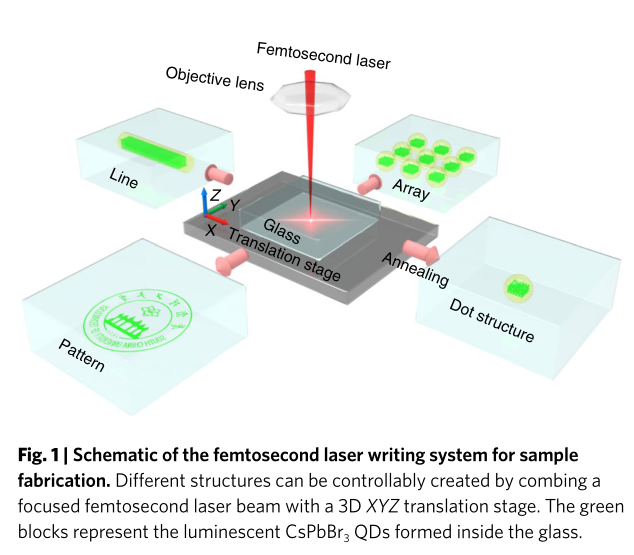 Femtosecond laser
Objective lens
Line
Array
Z
Y
X
Glass
Translation stage
Annealing
Dot structure
Pattern
Fig. 1 | Schematic of the femtosecond laser writing system for sample
fabrication. Different structures can be controllably created by combing a
focused femtosecond laser beam with a 3D XYZ translation stage. The green
blocks represent the luminescent CsPbBr₃ QDs formed inside the glass.